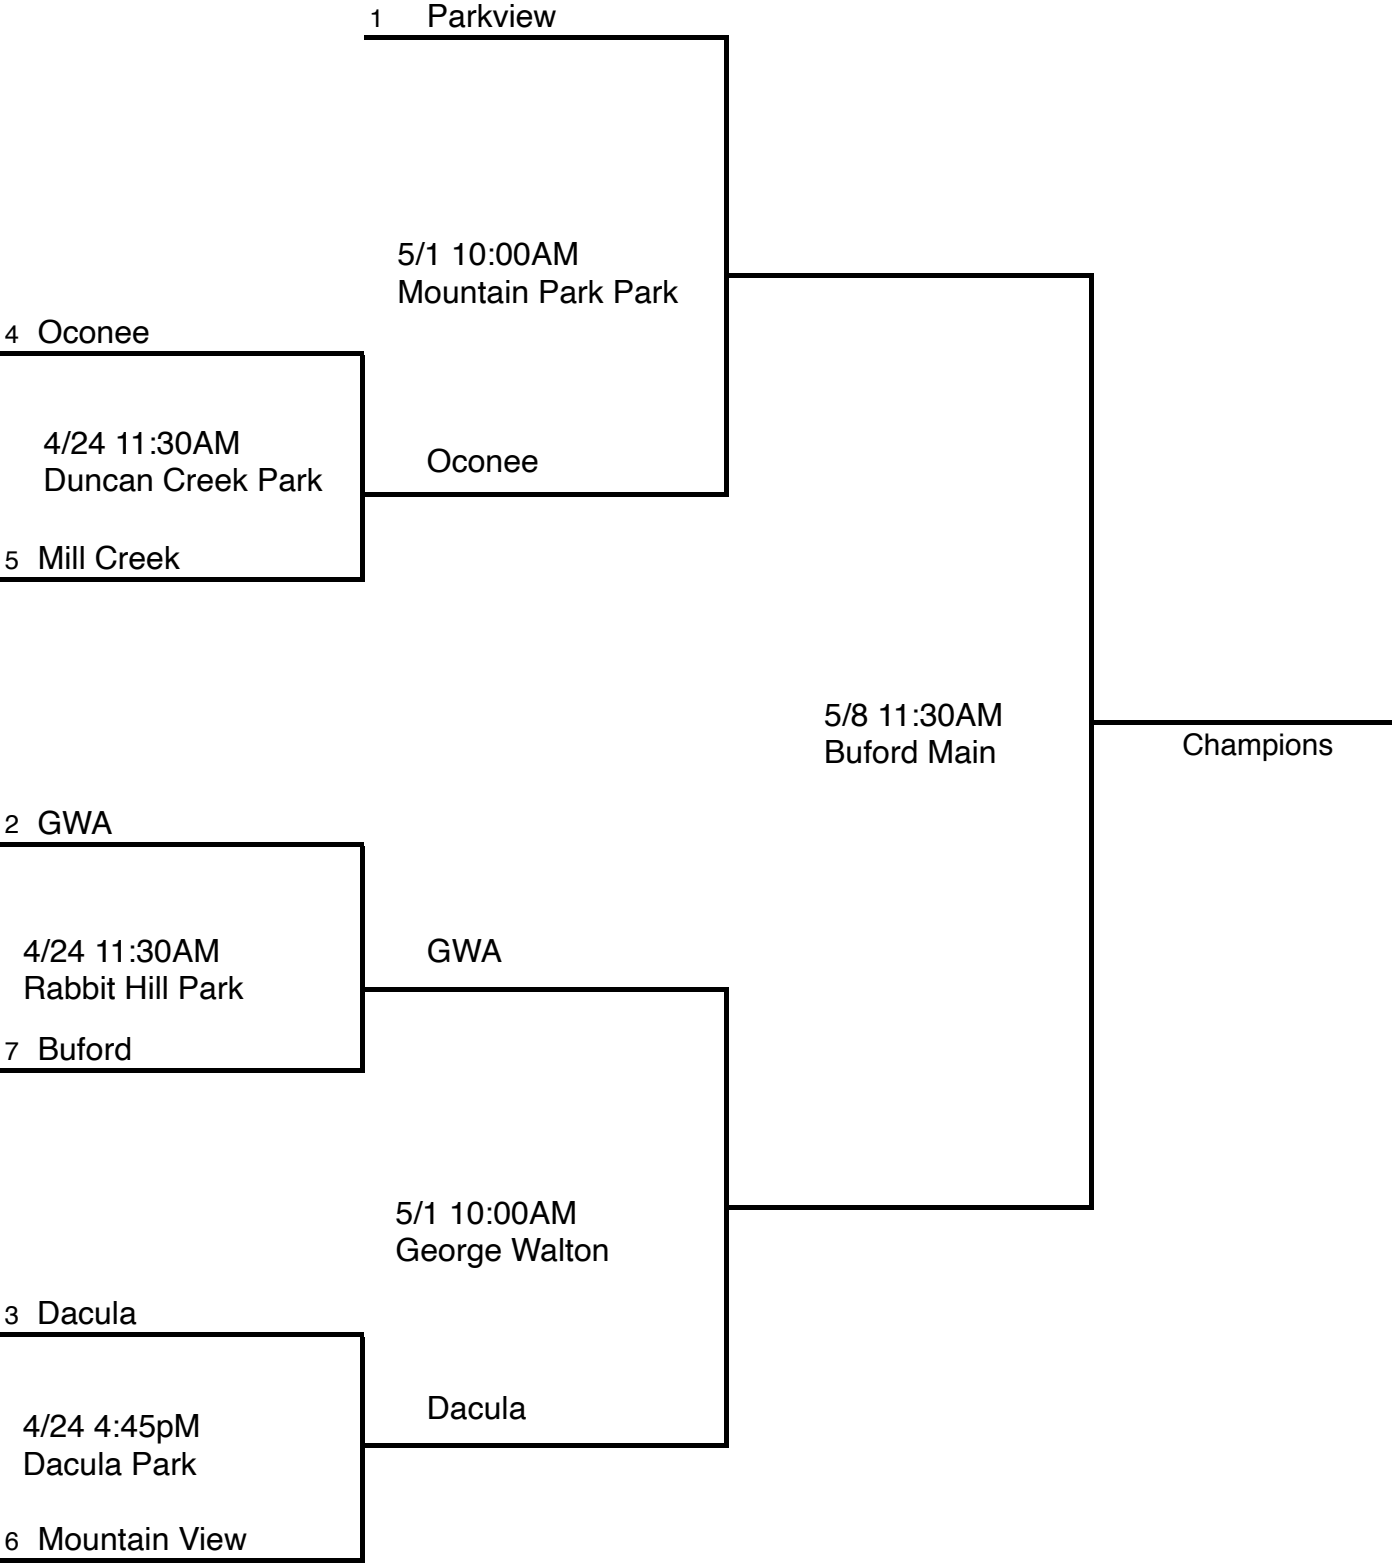 1 Parkview
5/1 10:00AM
Mountain Park Park
4 Oconee
4/24 11:30AM
Duncan Creek Park
Oconee
5 Mill Creek
5/8 11:30AM
Buford Main
Champions
2 GWA
4/24 11:30AM
Rabbit Hill Park
GWA
7 Buford
5/1 10:00AM
George Walton
3 Dacula
4/24 4:45pM
Dacula Park
Dacula
6 Mountain View